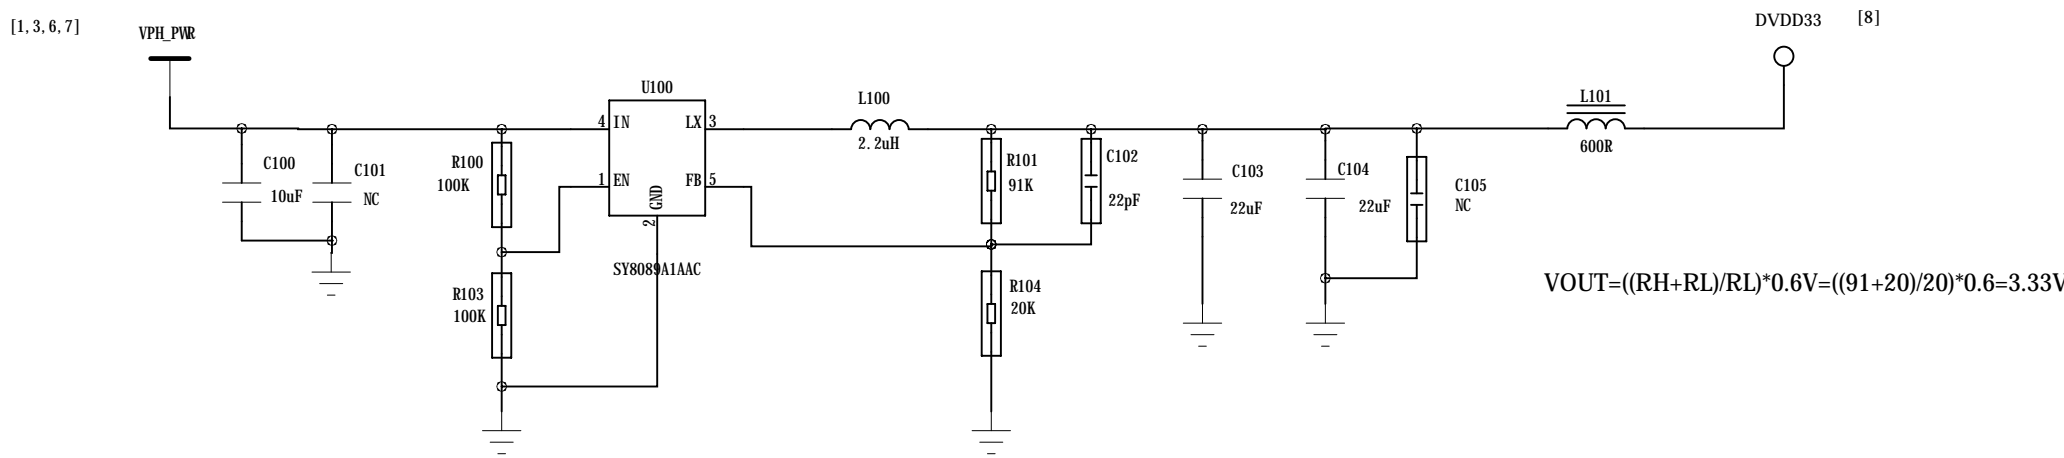 [1,3,6,7]
VPH_PWR
DVDD33
[8]
U100
L100
2.2uH
L101
600R
4
IN
LX
3
1
EN
FB
5
GND
2
SY8089A1AAC
C100
10uF
C101
NC
R100
100K
R103
100K
R101
91K
C102
22pF
R104
20K
C103
22uF
C104
22uF
C105
NC
VOUT=((RH+RL)/RL)*0.6V=((91+20)/20)*0.6=3.33V